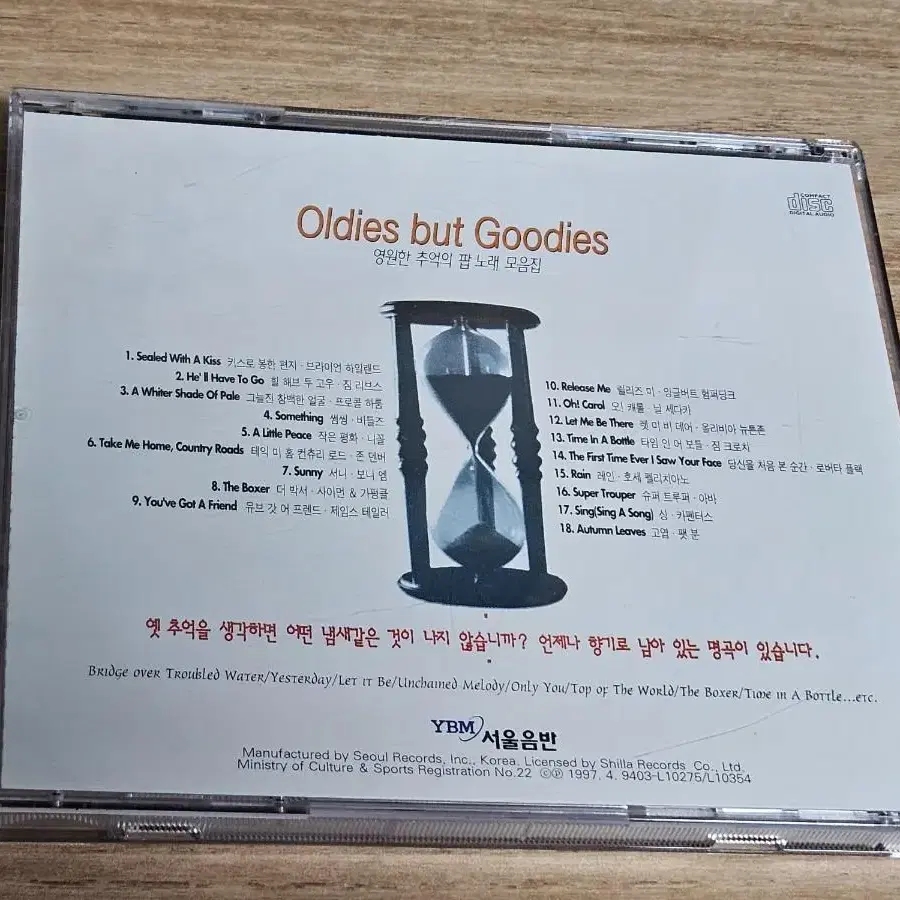 COMPACT
disc
DIGITAL AUDIO
Oldies but Goodies
영원한 추억의 팝 노래 모음집
1. Sealed With A Kiss 키스로 봉한 편지 · 브라이언 하일랜드
2. He' ll Have To Go 힐 해브 투 고우 · 짐 리브스
3. A Whiter Shade Of Pale 그늘진 창백한 얼굴 · 프로콜 하룸
4. Something 썸씽 · 비틀즈
5. A Little Peace 작은 평화 · 니꼴
6. Take Me Home, Country Roads 테익 미 홈 컨츄리 로드 · 존 덴버
7. Sunny 서니 · 보니 엠
8. The Boxer 더 박서 · 사이먼 & 가펑클
9. You've Got A Friend 유브 갓 어 프렌드 · 제임스 테일러
10. Release Me 릴리즈 미 · 잉글버트 험퍼딩크
11. Oh! Carol 오! 캐롤 · 닐 세다카
12. Let Me Be There 렛 미 비 데어 · 올리비아 뉴튼존
13. Time In A Bottle 타임 인 어 보틀 · 짐 크로치
14. The First Time Ever I Saw Your Face 당신을 처음 본 순간 · 로버타 플랙
15. Rain 레인 · 호세 펠리지아노
16. Super Trouper 슈퍼 트루퍼 · 아바
17. Sing(Sing A Song) 싱 · 카펜터스
18. Autumn Leaves 고엽 · 팻 분
옛 추억을 생각하면 어떤 냄새같은 것이 나지 않습니까? 언제나 향기로 남아 있는 명곡이 있습니다.
Bridge over Troubled Water/Yesterday/Let it Be/Unchained Melody/Only You/Top of The World/The Boxer/Time in A Bottle...etc.
YBM 서울음반
Manufactured by Seoul Records, Inc., Korea. Licensed by Shilla Records Co., Ltd.
Ministry of Culture & Sports Registration No.22 ⓒⓟ 1997. 4. 9403-L10275/L10354